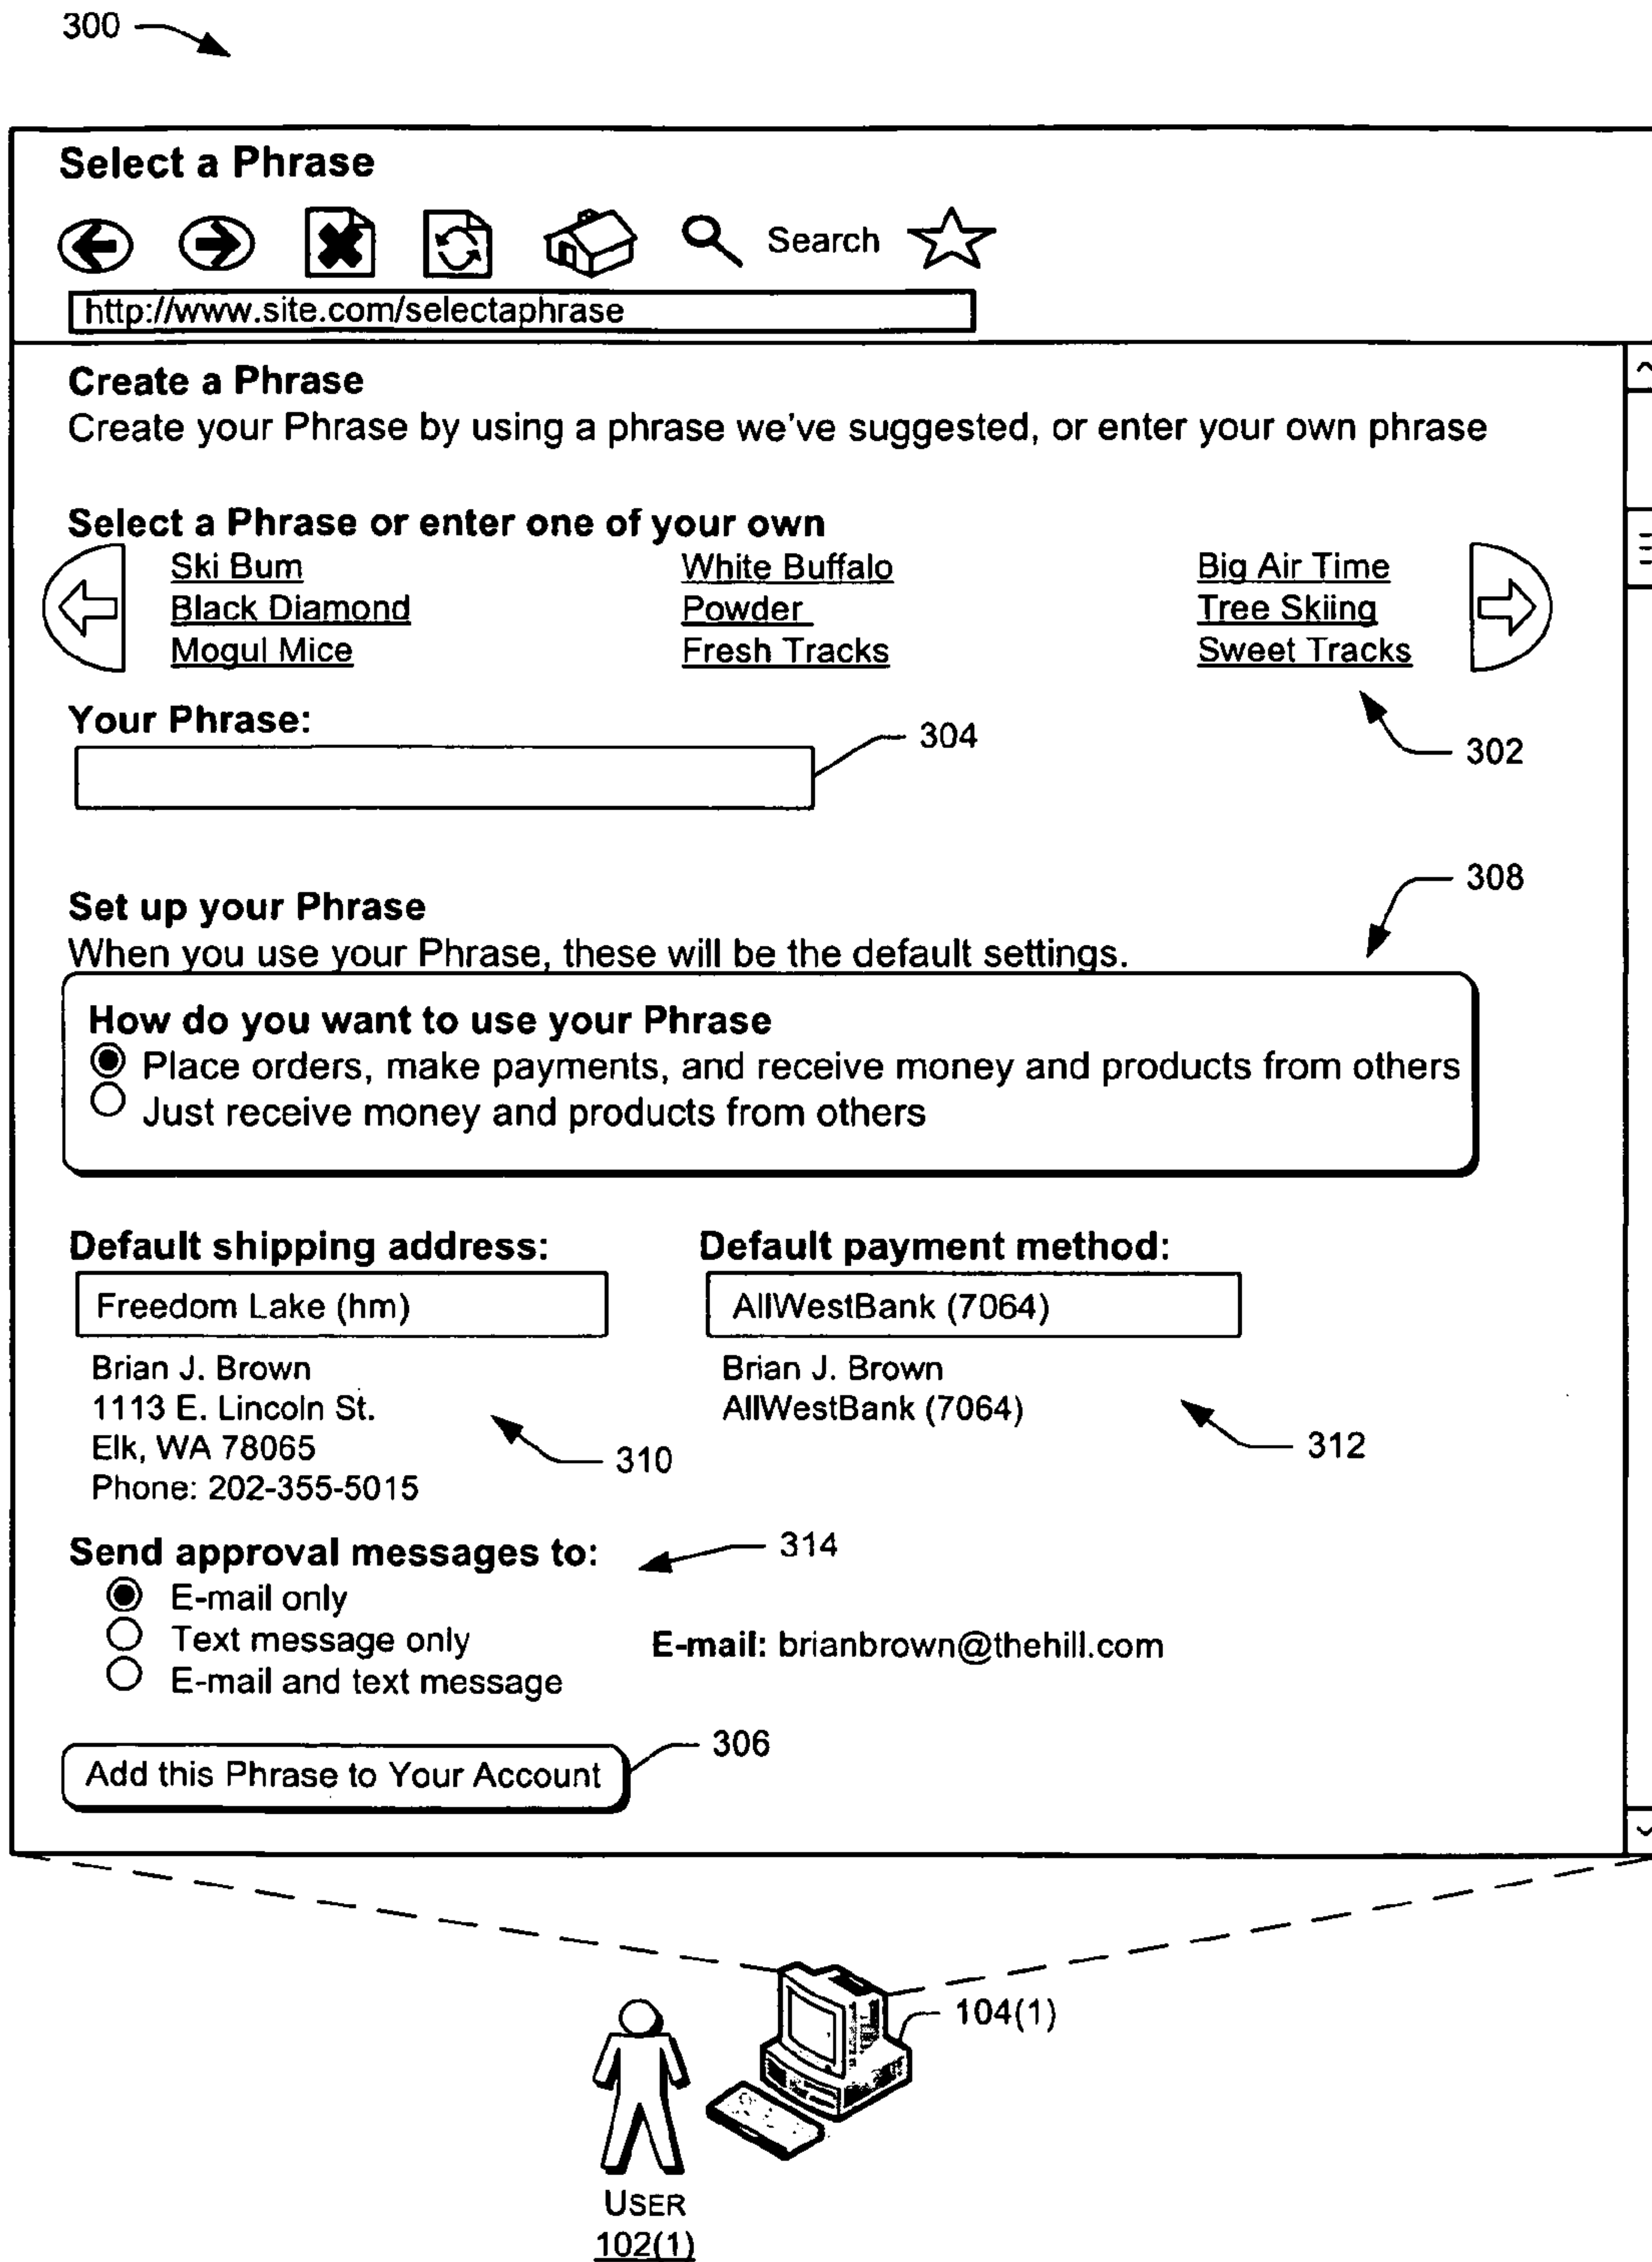 300
Select a Phrase
Search
http://www.site.com/selectaphrase
Create a Phrase
Create your Phrase by using a phrase we've suggested, or enter your own phrase
Select a Phrase or enter one of your own
Ski Bum White Buffalo Big Air Time
Black Diamond Powder Tree Skiing
Mogul Mice Fresh Tracks Sweet Tracks
Your Phrase:
304
302
308
Set up your Phrase
When you use your Phrase, these will be the default settings.
How do you want to use your Phrase
Place orders, make payments, and receive money and products from others
Just receive money and products from others
Default shipping address: Default payment method:
Freedom Lake (hm) AllWestBank (7064)
Brian J. Brown Brian J. Brown
1113 E. Lincoln St. AllWestBank (7064)
Elk, WA 78065
310
312
Phone: 202-355-5015
Send approval messages to:
314
E-mail only
Text message only E-mail: brianbrown@thehill.com
E-mail and text message
306
Add this Phrase to Your Account
104(1)
USER
102(1)